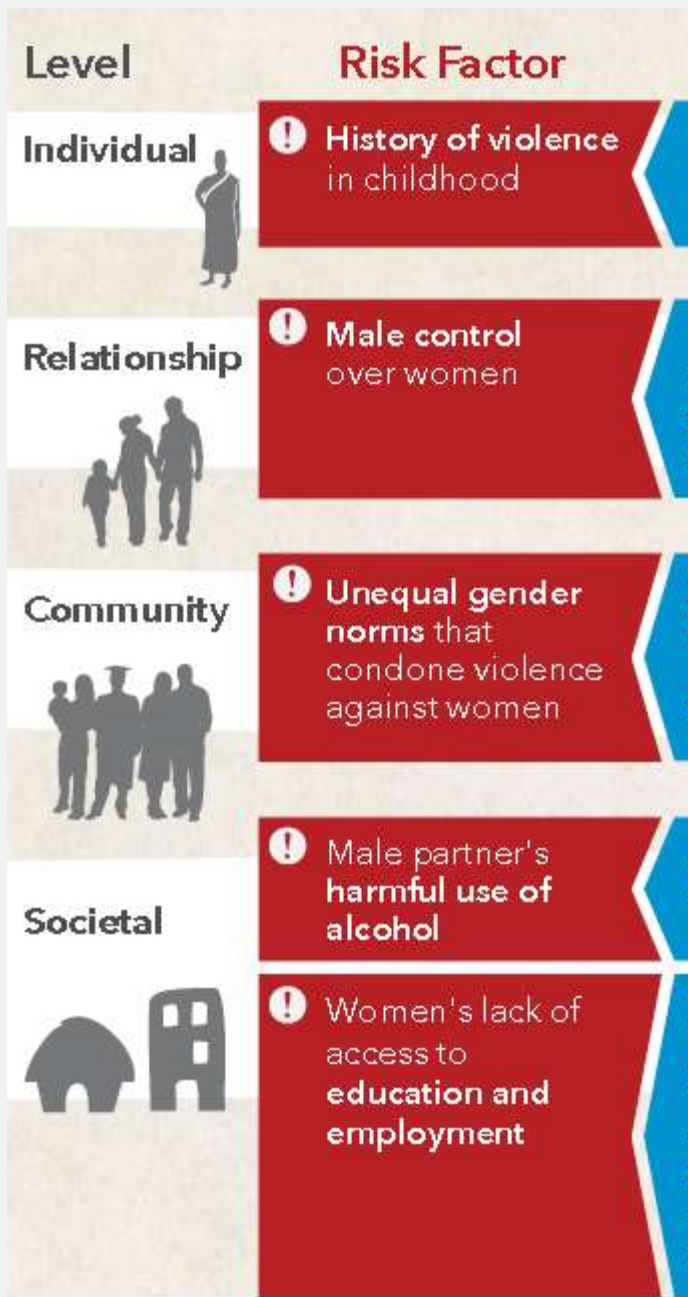 Level
Risk Factor
Individual
! History of violence
in childhood
Relationship
! Male control
over women
Community
! Unequal gender
norms that
condone violence
against women
Societal
! Male partner's
harmful use of
alcohol
! Women's lack of
access to
education and
employment